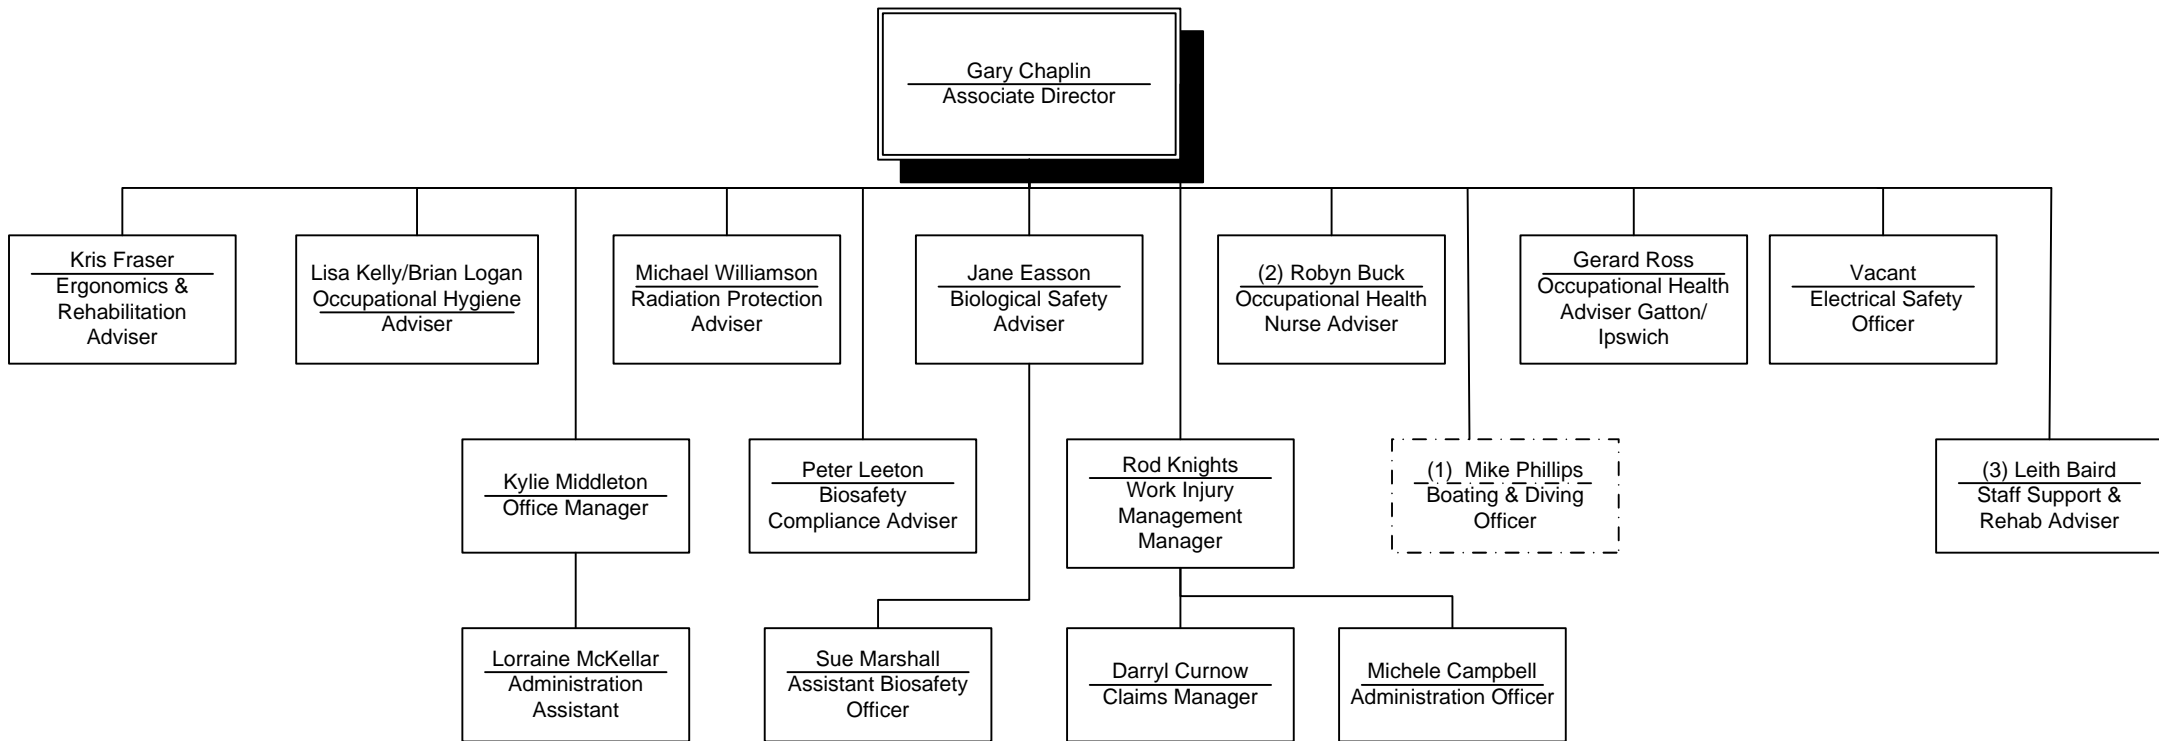 Gary Chaplin
Associate Director
Kris Fraser
Ergonomics &
Rehabilitation
Adviser
Lisa Kelly/Brian Logan
Occupational Hygiene
Adviser
Michael Williamson
Radiation Protection
Adviser
Jane Easson
Biological Safety
Adviser
(2) Robyn Buck
Occupational Health
Nurse Adviser
Gerard Ross
Occupational Health
Adviser Gatton/
Ipswich
Vacant
Electrical Safety
Officer
Kylie Middleton
Office Manager
Peter Leeton
Biosafety
Compliance Adviser
Rod Knights
Work Injury
Management
Manager
(1) Mike Phillips
Boating & Diving
Officer
(3) Leith Baird
Staff Support &
Rehab Adviser
Lorraine McKellar
Administration
Assistant
Sue Marshall
Assistant Biosafety
Officer
Darryl Curnow
Claims Manager
Michele Campbell
Administration Officer